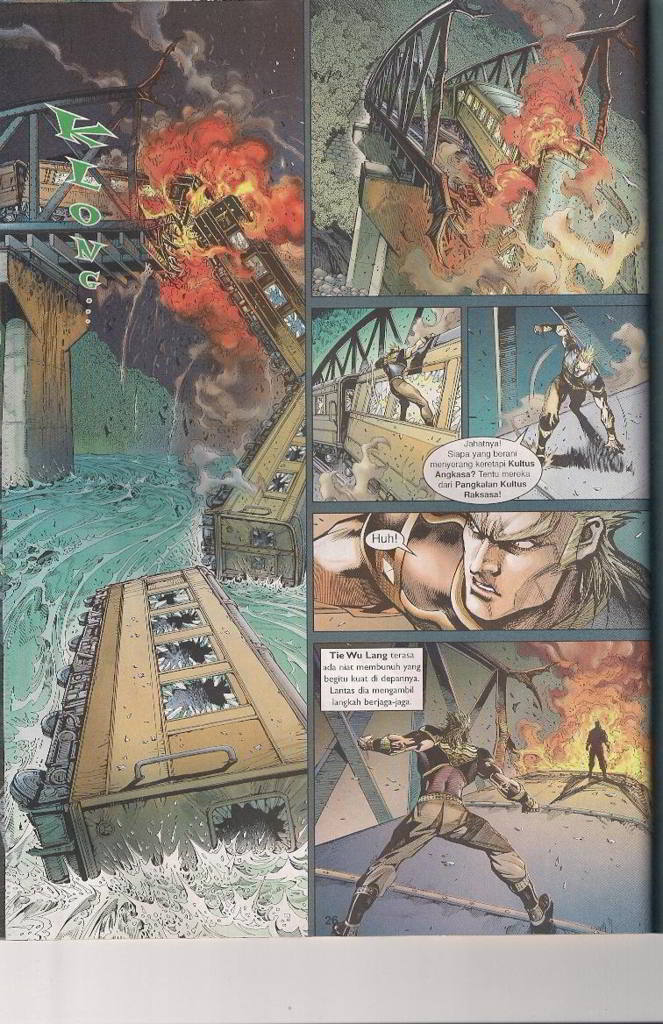 KLONG...
Jahatnya!
Siapa yang berani
menyerang keretapi Kultus
Angkasa? Tentu mereka
dari Pangkalan Kultus
Raksasa!
Huh!
Tie Wu Lang terasa
ada niat membunuh yang
begitu kuat di depannya.
Lantas dia mengambil
langkah berjaga-jaga.
26